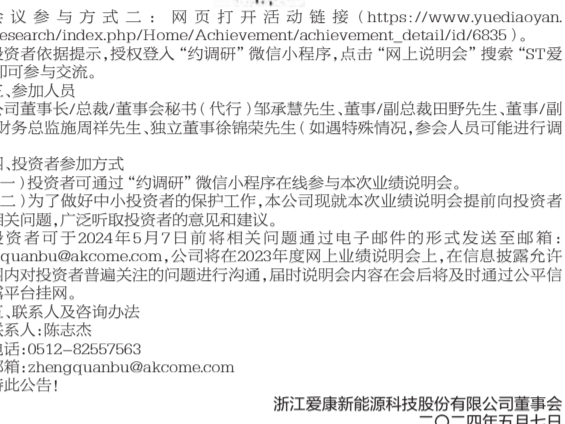 会议参与方式二：网页打开活动链接（https://www.yuediaoyan.
research/index.php/Home/Achievement/achievement_detail/id/6835）。
投资者依据提示，授权登入“约调研”微信小程序，点击“网上说明会”搜索“ST爱
即可参与交流。
三、参加人员
公司董事长/总裁/董事会秘书（代行）邹承慧先生、董事/副总裁田野先生、董事/副
财务总监施周祥先生、独立董事徐锦荣先生（如遇特殊情况，参会人员可能进行调
四、投资者参加方式
（一）投资者可通过“约调研”微信小程序在线参与本次业绩说明会。
（二）为了做好中小投资者的保护工作，本公司现就本次业绩说明会提前向投资者
相关问题，广泛听取投资者的意见和建议。
投资者可于2024年5月7日前将相关问题通过电子邮件的形式发送至邮箱：
quanbu@akcome.com，公司将在2023年度网上业绩说明会上，在信息披露允许
围内对投资者普遍关注的问题进行沟通，届时说明会内容在会后将及时通过公平信
露平台挂网。
五、联系人及咨询办法
联系人：陈志杰
电话：0512-82557563
邮箱：zhengquanbu@akcome.com
特此公告！
浙江爱康新能源科技股份有限公司董事会
二〇二四年五月七日